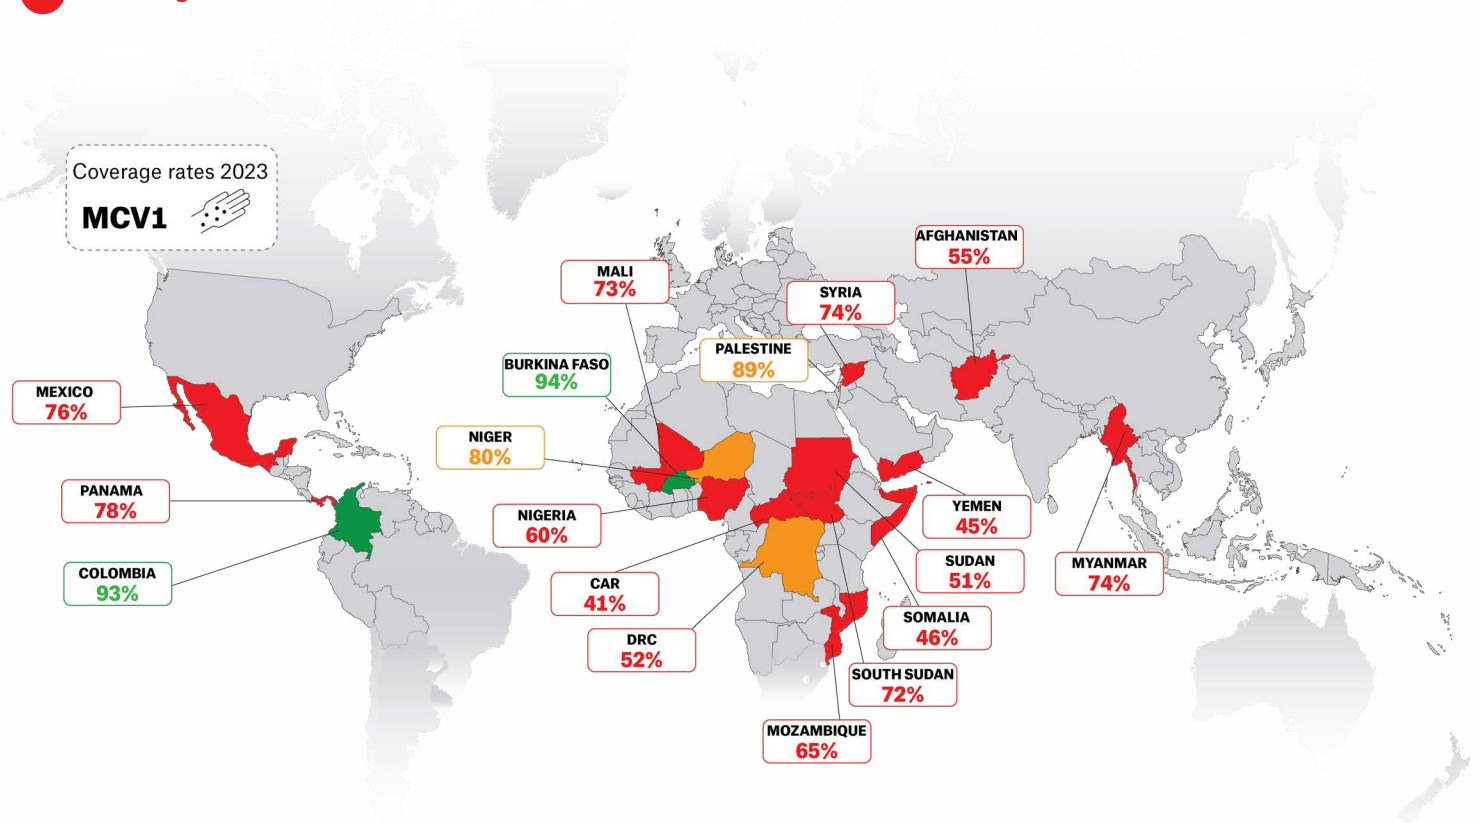 Coverage rates 2023
MCV1
AFGHANISTAN
55%
MALI
73%
SYRIA
74%
PALESTINE
89%
BURKINA FASO
94%
MEXICO
76%
NIGER
80%
PANAMA
78%
NIGERIA
60%
YEMEN
45%
COLOMBIA
93%
CAR
41%
SUDAN
51%
MYANMAR
74%
DRC
52%
SOMALIA
46%
SOUTH SUDAN
72%
MOZAMBIQUE
65%